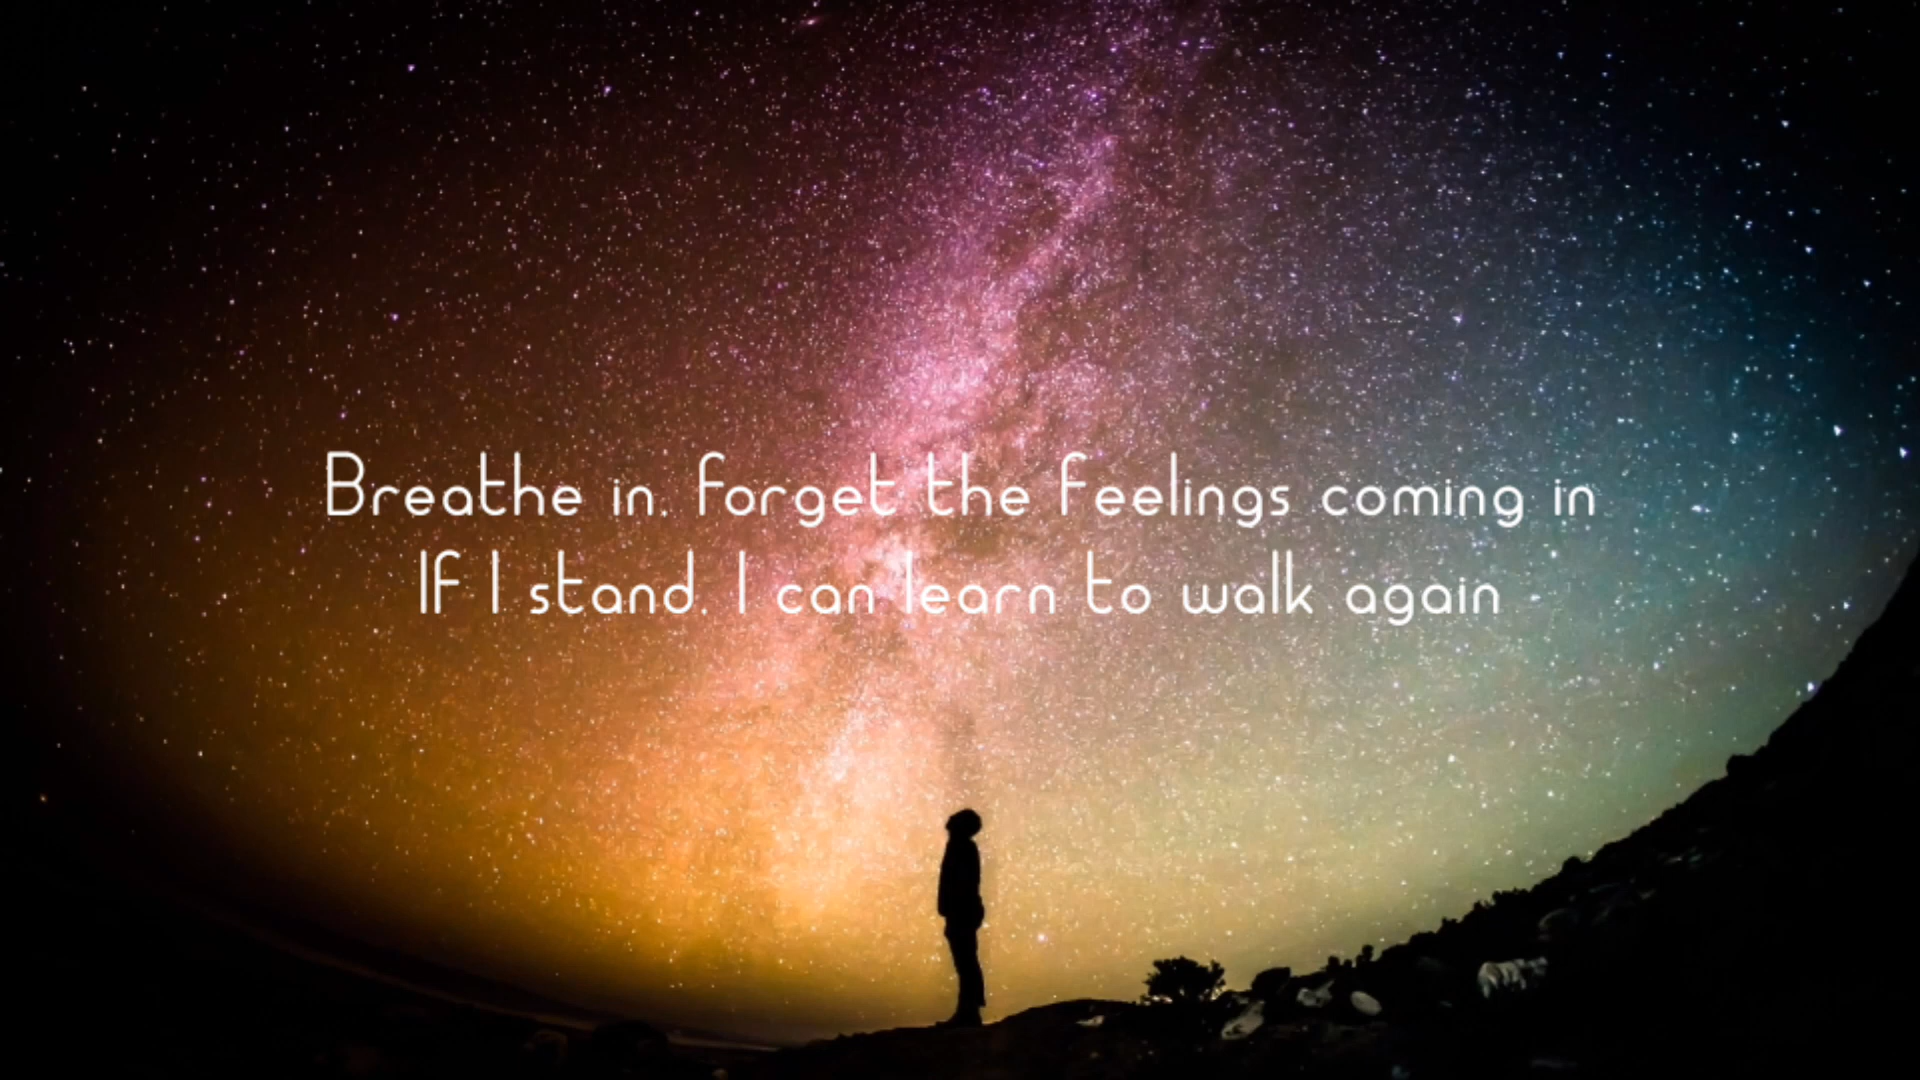 Breathe in, forget the feelings coming in
If I stand, I can learn to walk again